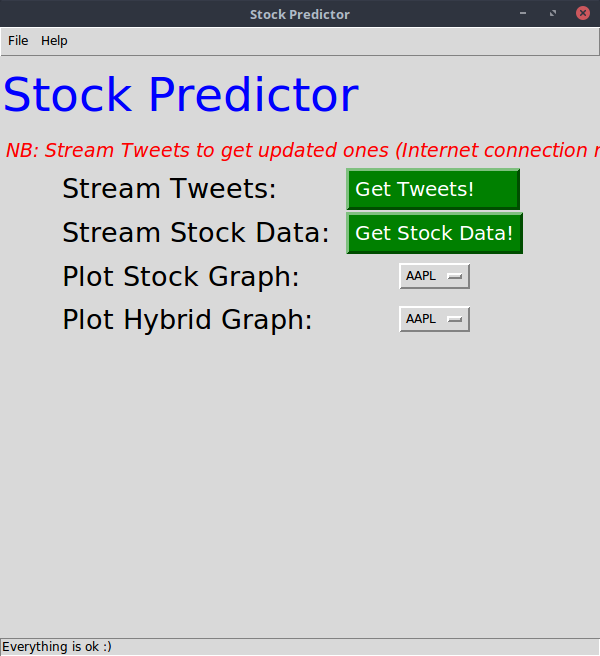 Stock Predictor
File Help
Stock Predictor
NB: Stream Tweets to get updated ones (Internet connection
Stream Tweets: Get Tweets!
Stream Stock Data: Get Stock Data!
Plot Stock Graph: AAPL
Plot Hybrid Graph: AAPL
Everything is ok :)